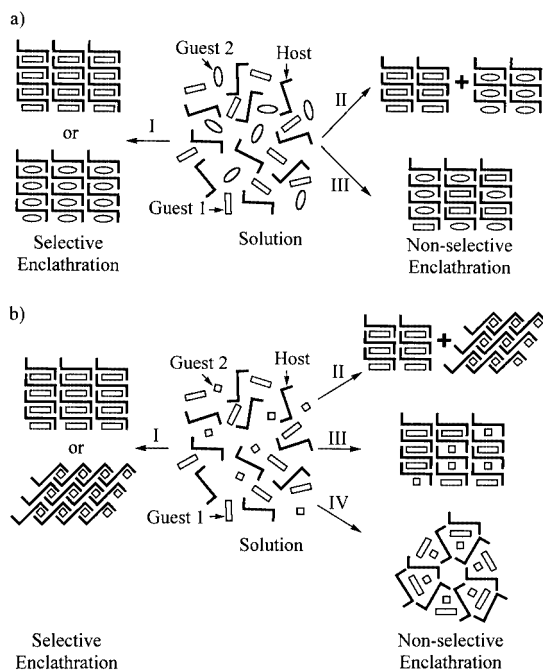 a)
Guest 2
Host
II
+
or
I
III
Guest 1
Solution
Selective
Enclathration
Non-selective
Enclathration
b)
Guest 2
Host
II
+
I
III
or
IV
Guest 1
Solution
Selective
Enclathration
Non-selective
Enclathration